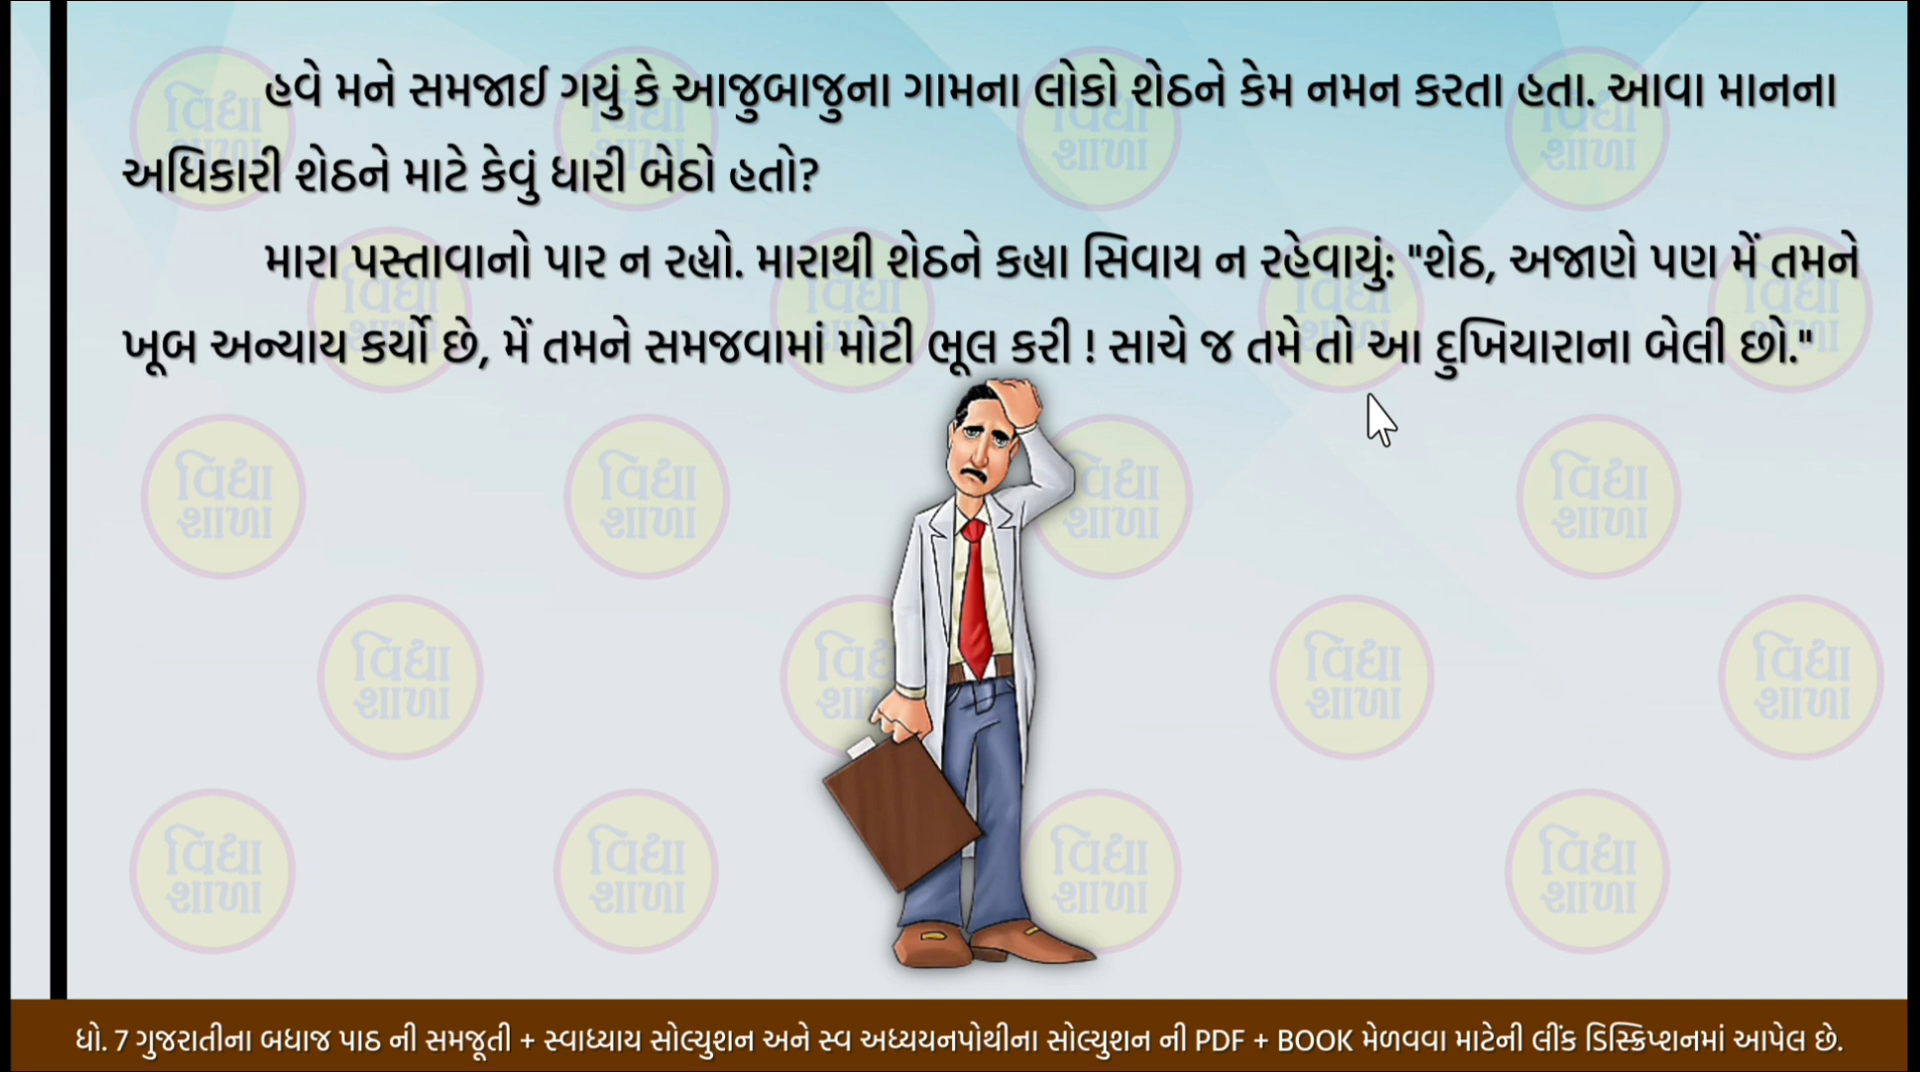 હવે મને સમજાઈ ગયું કે આજુબાજુના ગામના લોકો શેઠને કેમ નમન કરતા હતા. આવા માનના
અધિકારી શેઠને માટે કેવું ધારી બેઠો હતો?
મારા પસ્તાવાનો પાર ન રહ્યો. મારાથી શેઠને કહ્યા સિવાય ન રહેવાયુંઃ "શેઠ, અજાણે પણ મેં તમને
ખૂબ અન્યાય કર્યો છે, મેં તમને સમજવામાં મોટી ભૂલ કરી ! સાચે જ તમે તો આ દુખિયારાના બેલી છો."
વિદ્યા
શાળા
ધો. 7 ગુજરાતીના બધાજ પાઠ ની સમજૂતી + સ્વાધ્યાય સોલ્યુશન અને સ્વ અધ્યયનપોથીના સોલ્યુશન ની PDF + BOOK મેળવવા માટેની લીંક ડિસ્ક્રિપ્શનમાં આપેલ છે.